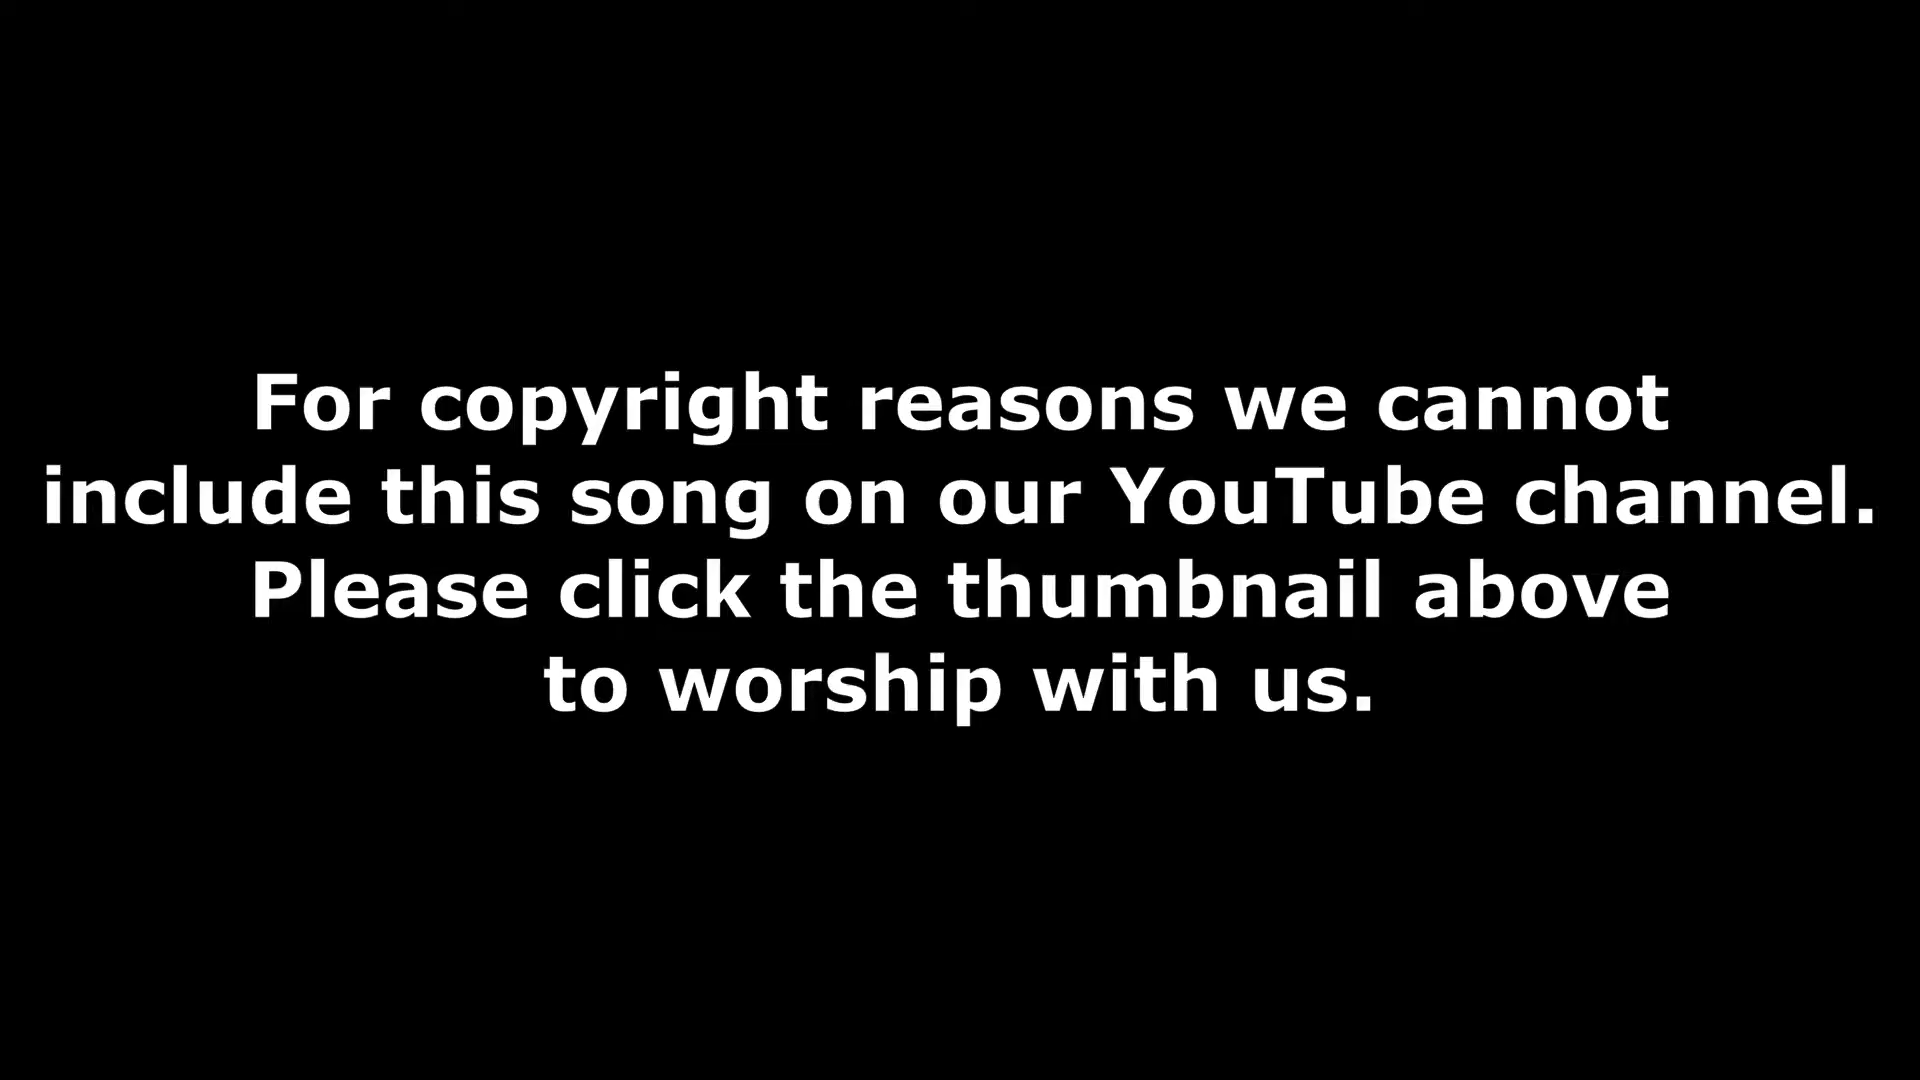 For copyright reasons we cannot
include this song on our YouTube channel.
Please click the thumbnail above
to worship with us.